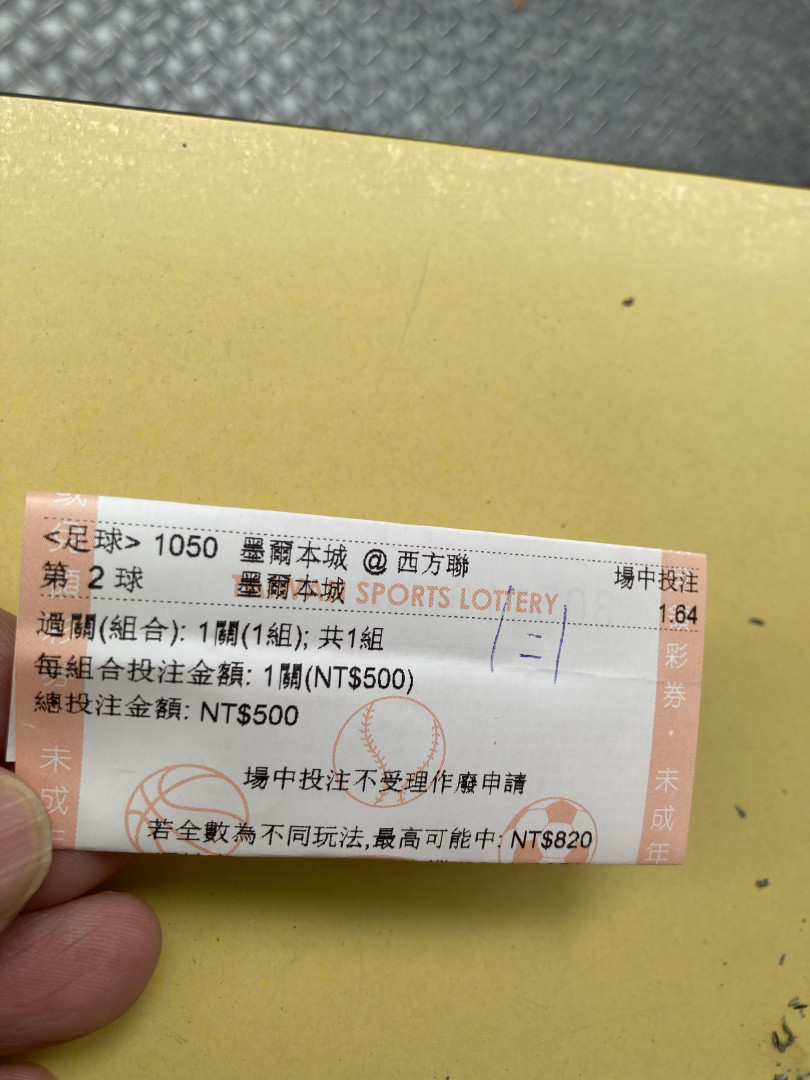 <足球> 1050 墨爾本城 @ 西方聯 場中投注
第 2 球 墨爾本城 1.64
TAIWAN SPORTS LOTTERY
過關(組合): 1關(1組); 共1組
每組合投注金額: 1關(NT$500)
總投注金額: NT$500
場中投注不受理作廢申請
若全數為不同玩法,最高可能中: NT$820
未成年
彩券・未成年